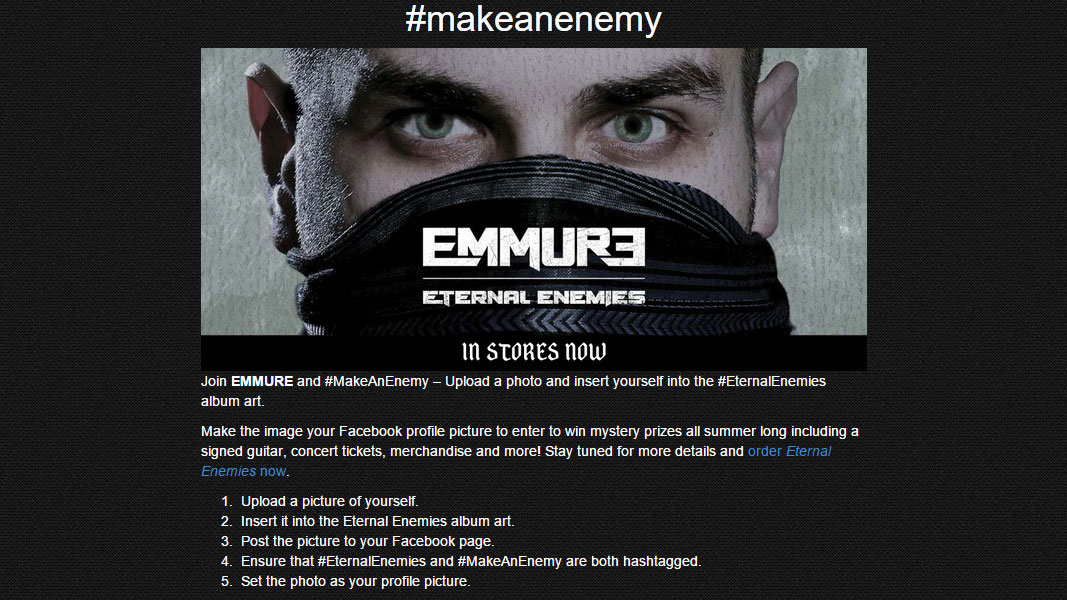 #makeanenemy
EMMURE
ETERNAL ENEMIES
IN STORES NOW
Join EMMURE and #MakeAnEnemy – Upload a photo and insert yourself into the #EternalEnemies
album art.
Make the image your Facebook profile picture to enter to win mystery prizes all summer long including a
signed guitar, concert tickets, merchandise and more! Stay tuned for more details and order Eternal
Enemies now.
1. Upload a picture of yourself.
2. Insert it into the Eternal Enemies album art.
3. Post the picture to your Facebook page.
4. Ensure that #EternalEnemies and #MakeAnEnemy are both hashtagged.
5. Set the photo as your profile picture.